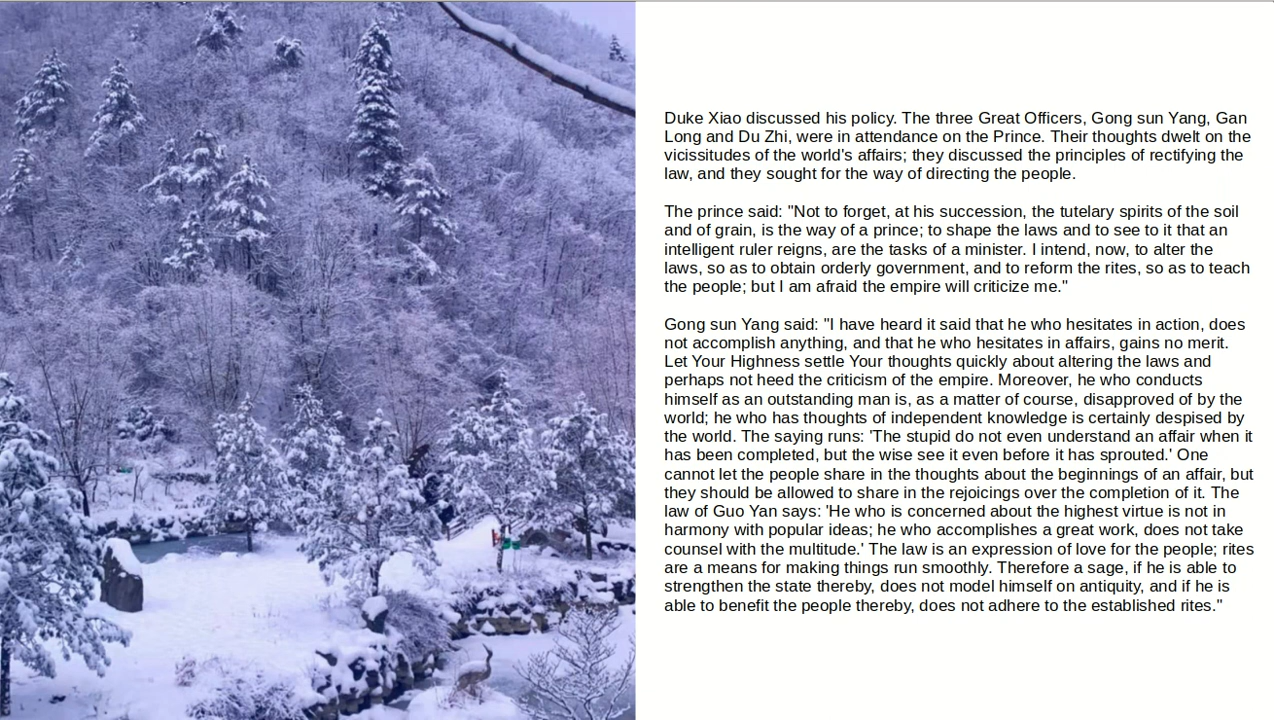 Duke Xiao discussed his policy. The three Great Officers, Gong sun Yang, Gan
Long and Du Zhi, were in attendance on the Prince. Their thoughts dwelt on the
vicissitudes of the world's affairs; they discussed the principles of rectifying the
law, and they sought for the way of directing the people.
The prince said: "Not to forget, at his succession, the tutelary spirits of the soil
and of grain, is the way of a prince; to shape the laws and to see to it that an
intelligent ruler reigns, are the tasks of a minister. I intend, now, to alter the
laws, so as to obtain orderly government, and to reform the rites, so as to teach
the people; but I am afraid the empire will criticize me."
Gong sun Yang said: "I have heard it said that he who hesitates in action, does
not accomplish anything, and that he who hesitates in affairs, gains no merit.
Let Your Highness settle Your thoughts quickly about altering the laws and
perhaps not heed the criticism of the empire. Moreover, he who conducts
himself as an outstanding man is, as a matter of course, disapproved of by the
world; he who has thoughts of independent knowledge is certainly despised by
the world. The saying runs: 'The stupid do not even understand an affair when it
has been completed, but the wise see it even before it has sprouted.' One
cannot let the people share in the thoughts about the beginnings of an affair, but
they should be allowed to share in the rejoicings over the completion of it. The
law of Guo Yan says: 'He who is concerned about the highest virtue is not in
harmony with popular ideas; he who accomplishes a great work, does not take
counsel with the multitude.' The law is an expression of love for the people; rites
are a means for making things run smoothly. Therefore a sage, if he is able to
strengthen the state thereby, does not model himself on antiquity, and if he is
able to benefit the people thereby, does not adhere to the established rites."